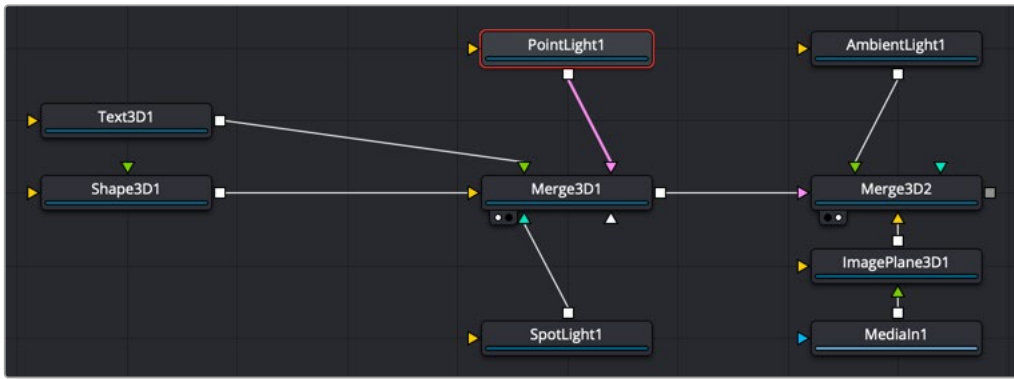 PointLight1
AmbientLight1
Text3D1
Shape3D1
Merge3D1
Merge3D2
ImagePlane3D1
SpotLight1
MediaIn1